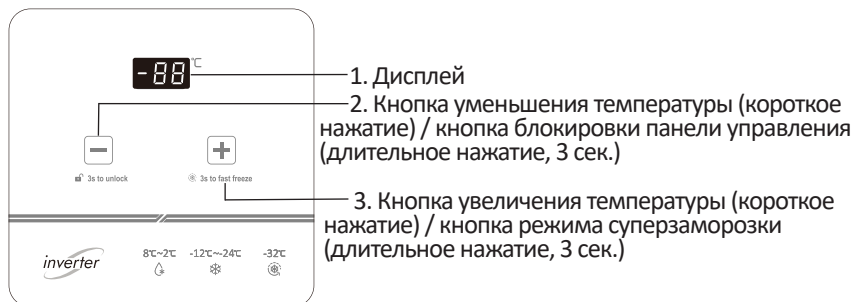 -88 °C
1. Дисплей
2. Кнопка уменьшения температуры (короткое
нажатие) / кнопка блокировки панели управления
(длительное нажатие, 3 сек.)
3s to unlock
3s to fast freeze
3. Кнопка увеличения температуры (короткое
нажатие) / кнопка режима суперзаморозки
(длительное нажатие, 3 сек.)
inverter
8℃~2℃ -12℃~-24℃ -32℃